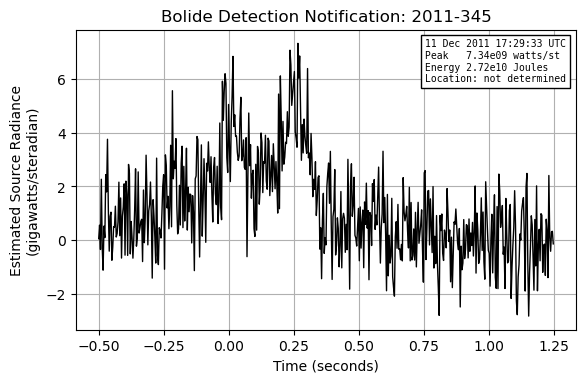 Bolide Detection Notification: 2011-345
11 Dec 2011 17:29:33 UTC
Peak   7.34e09 watts/st
Energy 2.72e10 Joules
Location: not determined
Estimated Source Radiance
(gigawatts/steradian)
6
4
2
0
−2
−0.50 −0.25 0.00 0.25 0.50 0.75 1.00 1.25
Time (seconds)